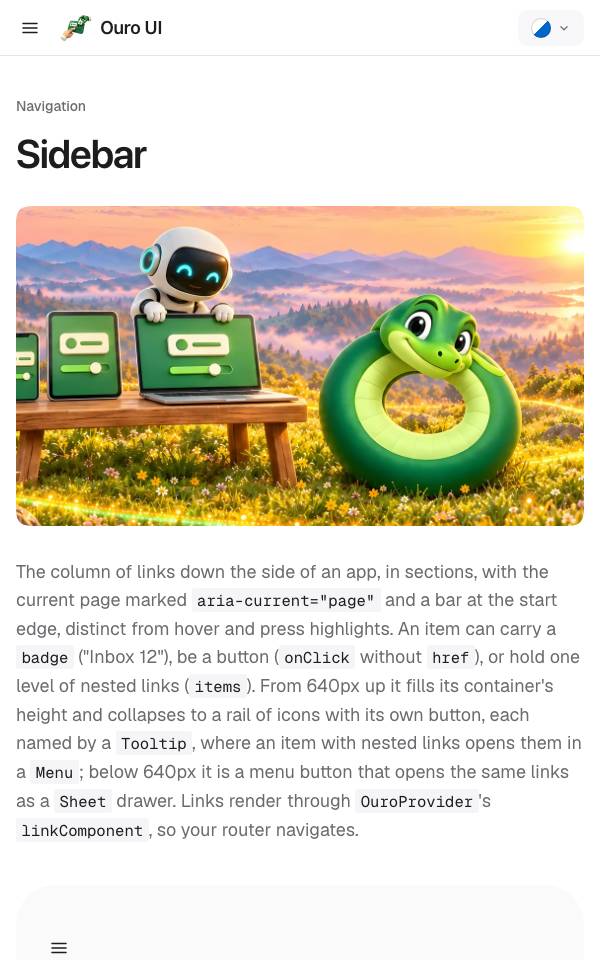 Ouro UI
Navigation
Sidebar
The column of links down the side of an app, in sections, with the
current page marked aria-current="page" and a bar at the start
edge, distinct from hover and press highlights. An item can carry a
badge ("Inbox 12"), be a button ( onClick without href ), or hold one
level of nested links ( items ). From 640px up it fills its container's
height and collapses to a rail of icons with its own button, each
named by a Tooltip , where an item with nested links opens them in
a Menu ; below 640px it is a menu button that opens the same links
as a Sheet drawer. Links render through OuroProvider 's
linkComponent , so your router navigates.